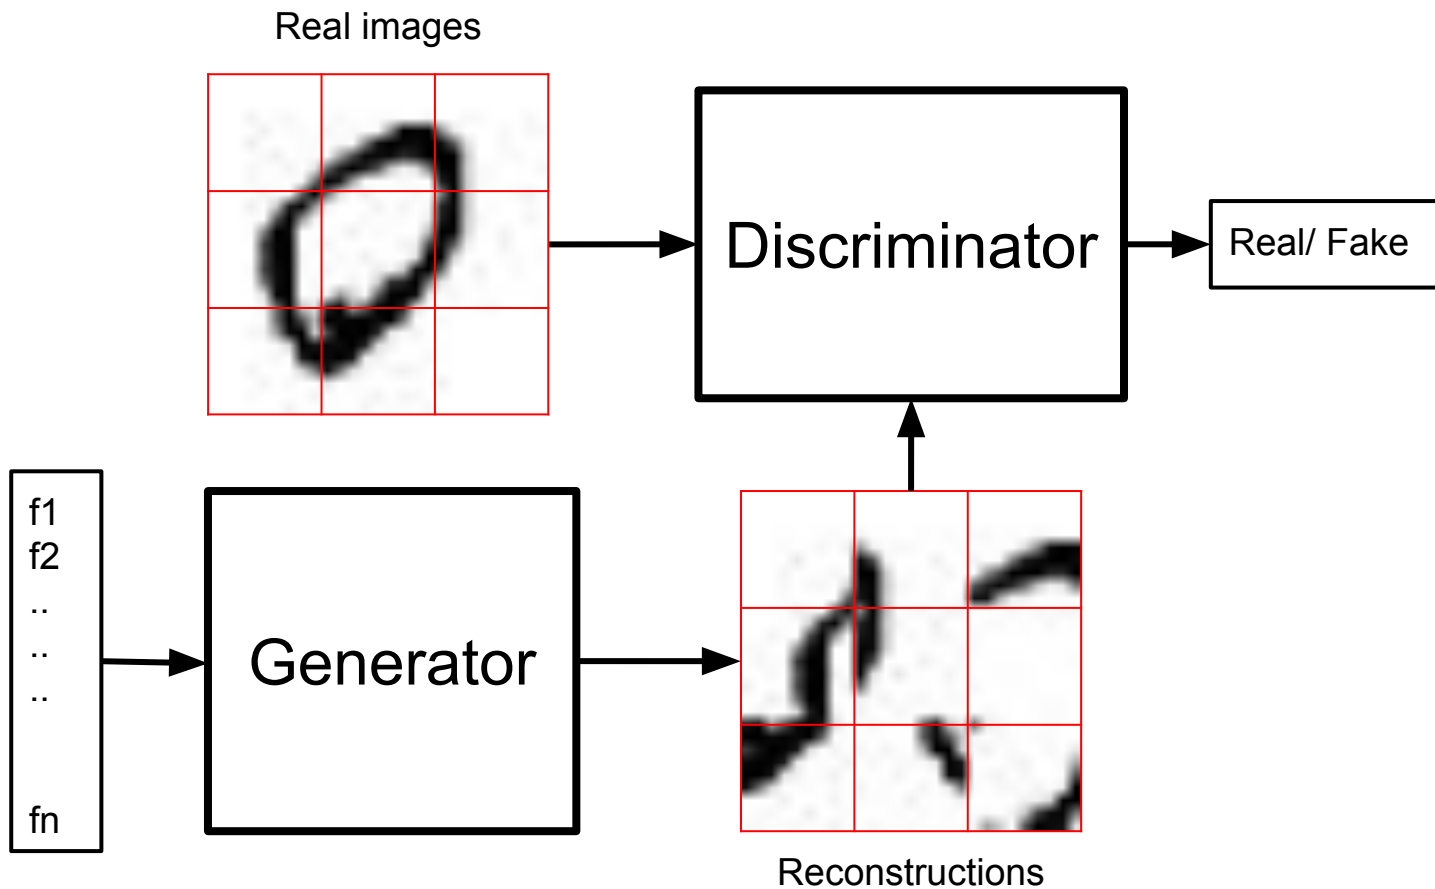 Real images
Discriminator
Real/ Fake
f1
f2
..
..
..
fn
Generator
Reconstructions